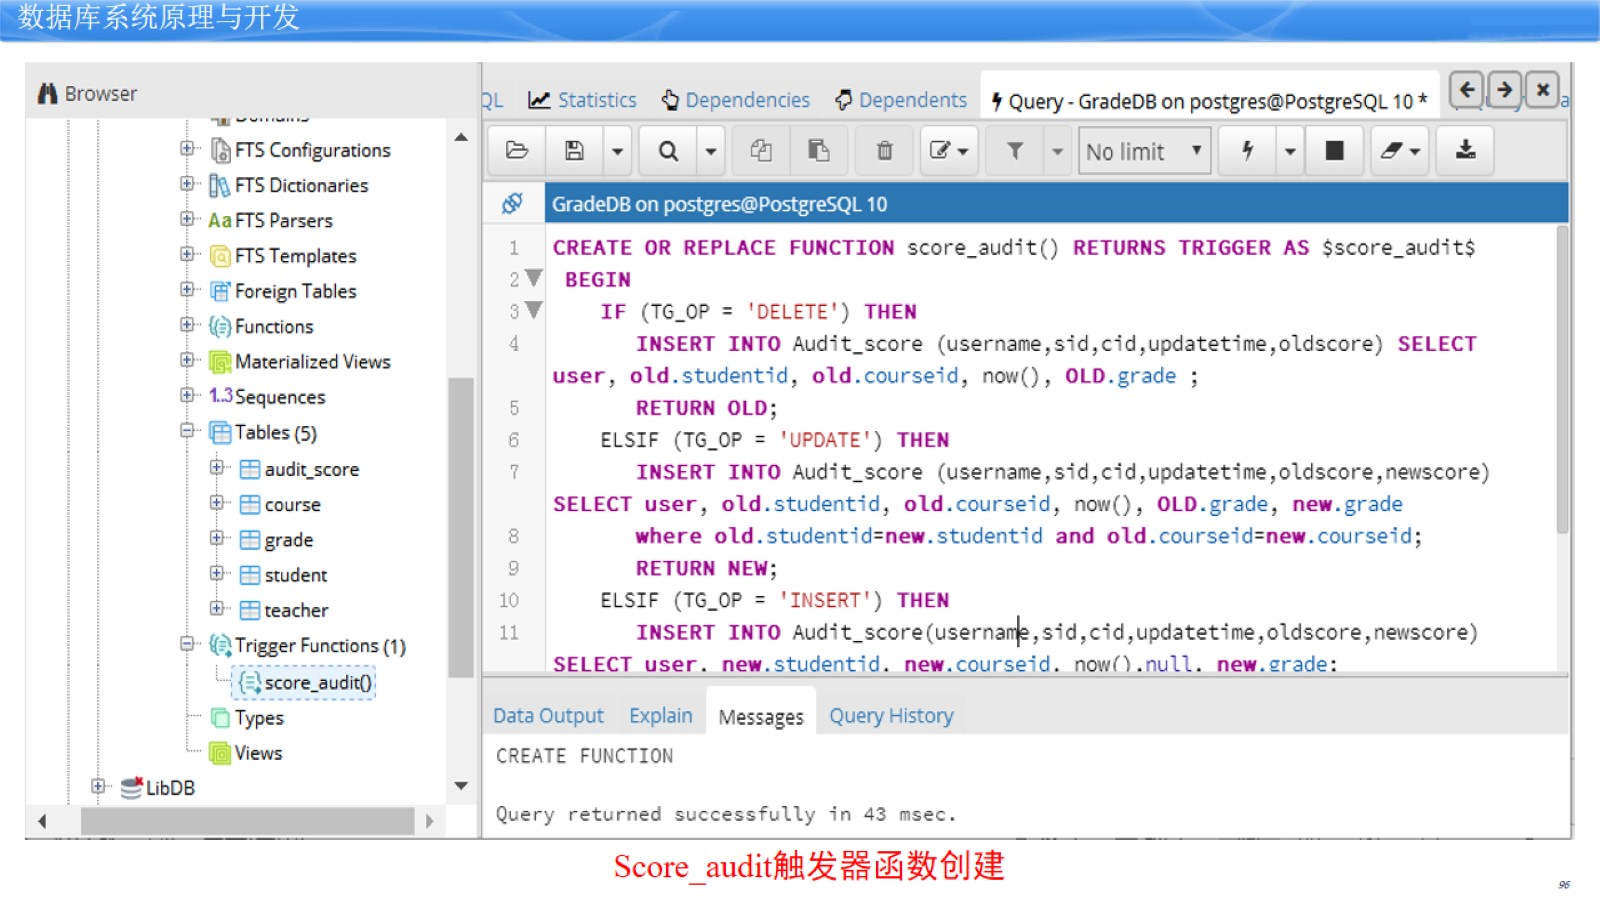 数据库系统原理与开发
Browser
Domains
FTS Configurations
FTS Dictionaries
Aa FTS Parsers
FTS Templates
Foreign Tables
Functions
Materialized Views
1.3 Sequences
Tables (5)
audit_score
course
grade
student
teacher
Trigger Functions (1)
score_audit()
Types
Views
LibDB
QL Statistics Dependencies Dependents Query - GradeDB on postgres@PostgreSQL 10 *
No limit
GradeDB on postgres@PostgreSQL 10
1 CREATE OR REPLACE FUNCTION score_audit() RETURNS TRIGGER AS $score_audit$
2 BEGIN
3 IF (TG_OP = 'DELETE') THEN
4 INSERT INTO Audit_score (username,sid,cid,updatetime,oldscore) SELECT
user, old.studentid, old.courseid, now(), OLD.grade ;
5 RETURN OLD;
6 ELSIF (TG_OP = 'UPDATE') THEN
7 INSERT INTO Audit_score (username,sid,cid,updatetime,oldscore,newscore)
SELECT user, old.studentid, old.courseid, now(), OLD.grade, new.grade
8 where old.studentid=new.studentid and old.courseid=new.courseid;
9 RETURN NEW;
10 ELSIF (TG_OP = 'INSERT') THEN
11 INSERT INTO Audit_score(username,sid,cid,updatetime,oldscore,newscore)
SELECT user, new.studentid, new.courseid, now(),null, new.grade;
Data Output Explain Messages Query History
CREATE FUNCTION
Query returned successfully in 43 msec.
Score_audit触发器函数创建
96